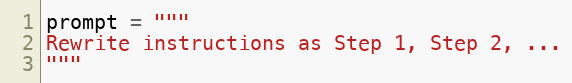 1 prompt = """
2 Rewrite instructions as Step 1, Step 2, ...
3 """